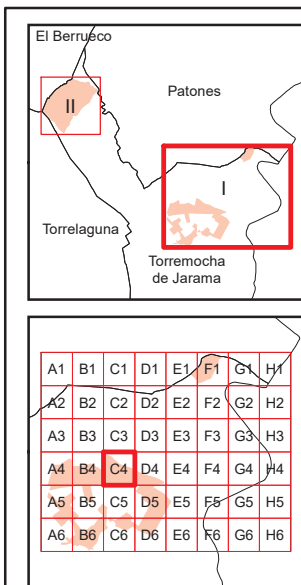 El Berrueco
Patones
II
I
Torrelaguna
Torremocha
de Jarama
A1 B1 C1 D1 E1 F1 G1 H1
A2 B2 C2 D2 E2 F2 G2 H2
A3 B3 C3 D3 E3 F3 G3 H3
A4 B4 C4 D4 E4 F4 G4 H4
A5 B5 C5 D5 E5 F5 G5 H5
A6 B6 C6 D6 E6 F6 G6 H6